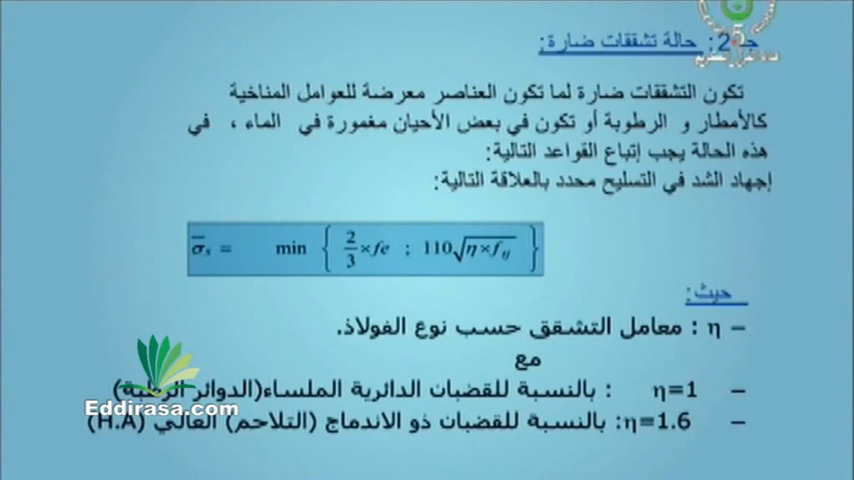 جـ2: حالة تشققات ضارة:
تكون التشققات ضارة لما تكون العناصر معرضة للعوامل المناخية
كالأمطار و الرطوبة أو تكون في بعض الأحيان مغمورة في الماء ، في
هذه الحالة يجب إتباع القواعد التالية:
إجهاد الشد في التسليح محدد بالعلاقة التالية:
σ̅s = min { 2/3 × fe ; 110√(η × ftj) }
حيث:
– η : معامل التشقق حسب نوع الفولاذ.
مع
– η=1 : بالنسبة للقضبان الدائرية الملساء(الدوائر الرطبة)
– η=1.6: بالنسبة للقضبان ذو الاندماج (التلاحم) العالي (H.A)
Eddirasa.com